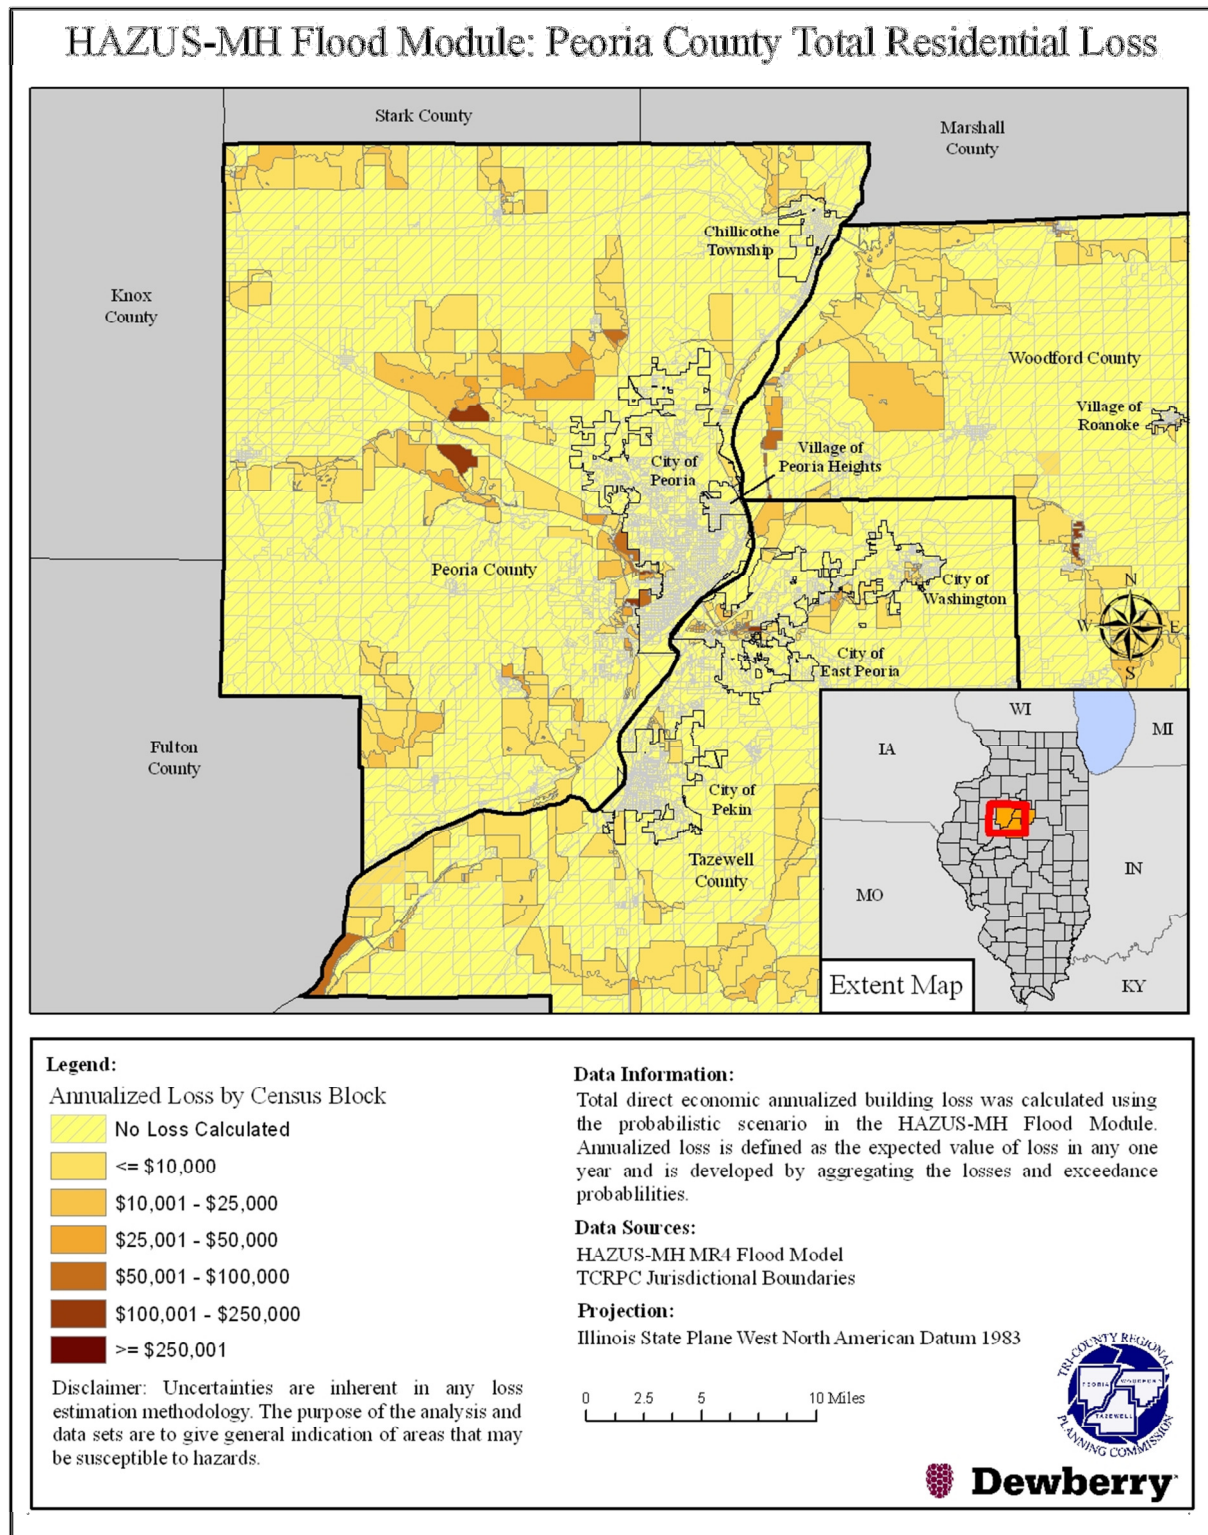 HAZUS-MH Flood Module: Peoria County Total Residential Loss
Stark County
Marshall
County
Chillicothe
Township
Knox
County
Woodford County
Village of
Roanoke
Village of
Peoria Heights
City of
Peoria
Peoria County
City of
Washington
N
W
E
S
City of
East Peoria
Fulton
County
City of
Pekin
Tazewell
County
WI
MI
IA
IN
MO
KY
Extent Map
Legend:
Annualized Loss by Census Block
No Loss Calculated
<= $10,000
$10,001 - $25,000
$25,001 - $50,000
$50,001 - $100,000
$100,001 - $250,000
>= $250,001
Disclaimer: Uncertainties are inherent in any loss
estimation methodology. The purpose of the analysis and
data sets are to give general indication of areas that may
be susceptible to hazards.
Data Information:
Total direct economic annualized building loss was calculated using
the probabilistic scenario in the HAZUS-MH Flood Module.
Annualized loss is defined as the expected value of loss in any one
year and is developed by aggregating the losses and exceedance
probablilities.
Data Sources:
HAZUS-MH MR4 Flood Model
TCRPC Jurisdictional Boundaries
Projection:
Illinois State Plane West North American Datum 1983
0 2.5 5 10 Miles
TRI-COUNTY REGIONAL
PEORIA WOODFORD
TAZEWELL
PLANNING COMMISSION
Dewberry